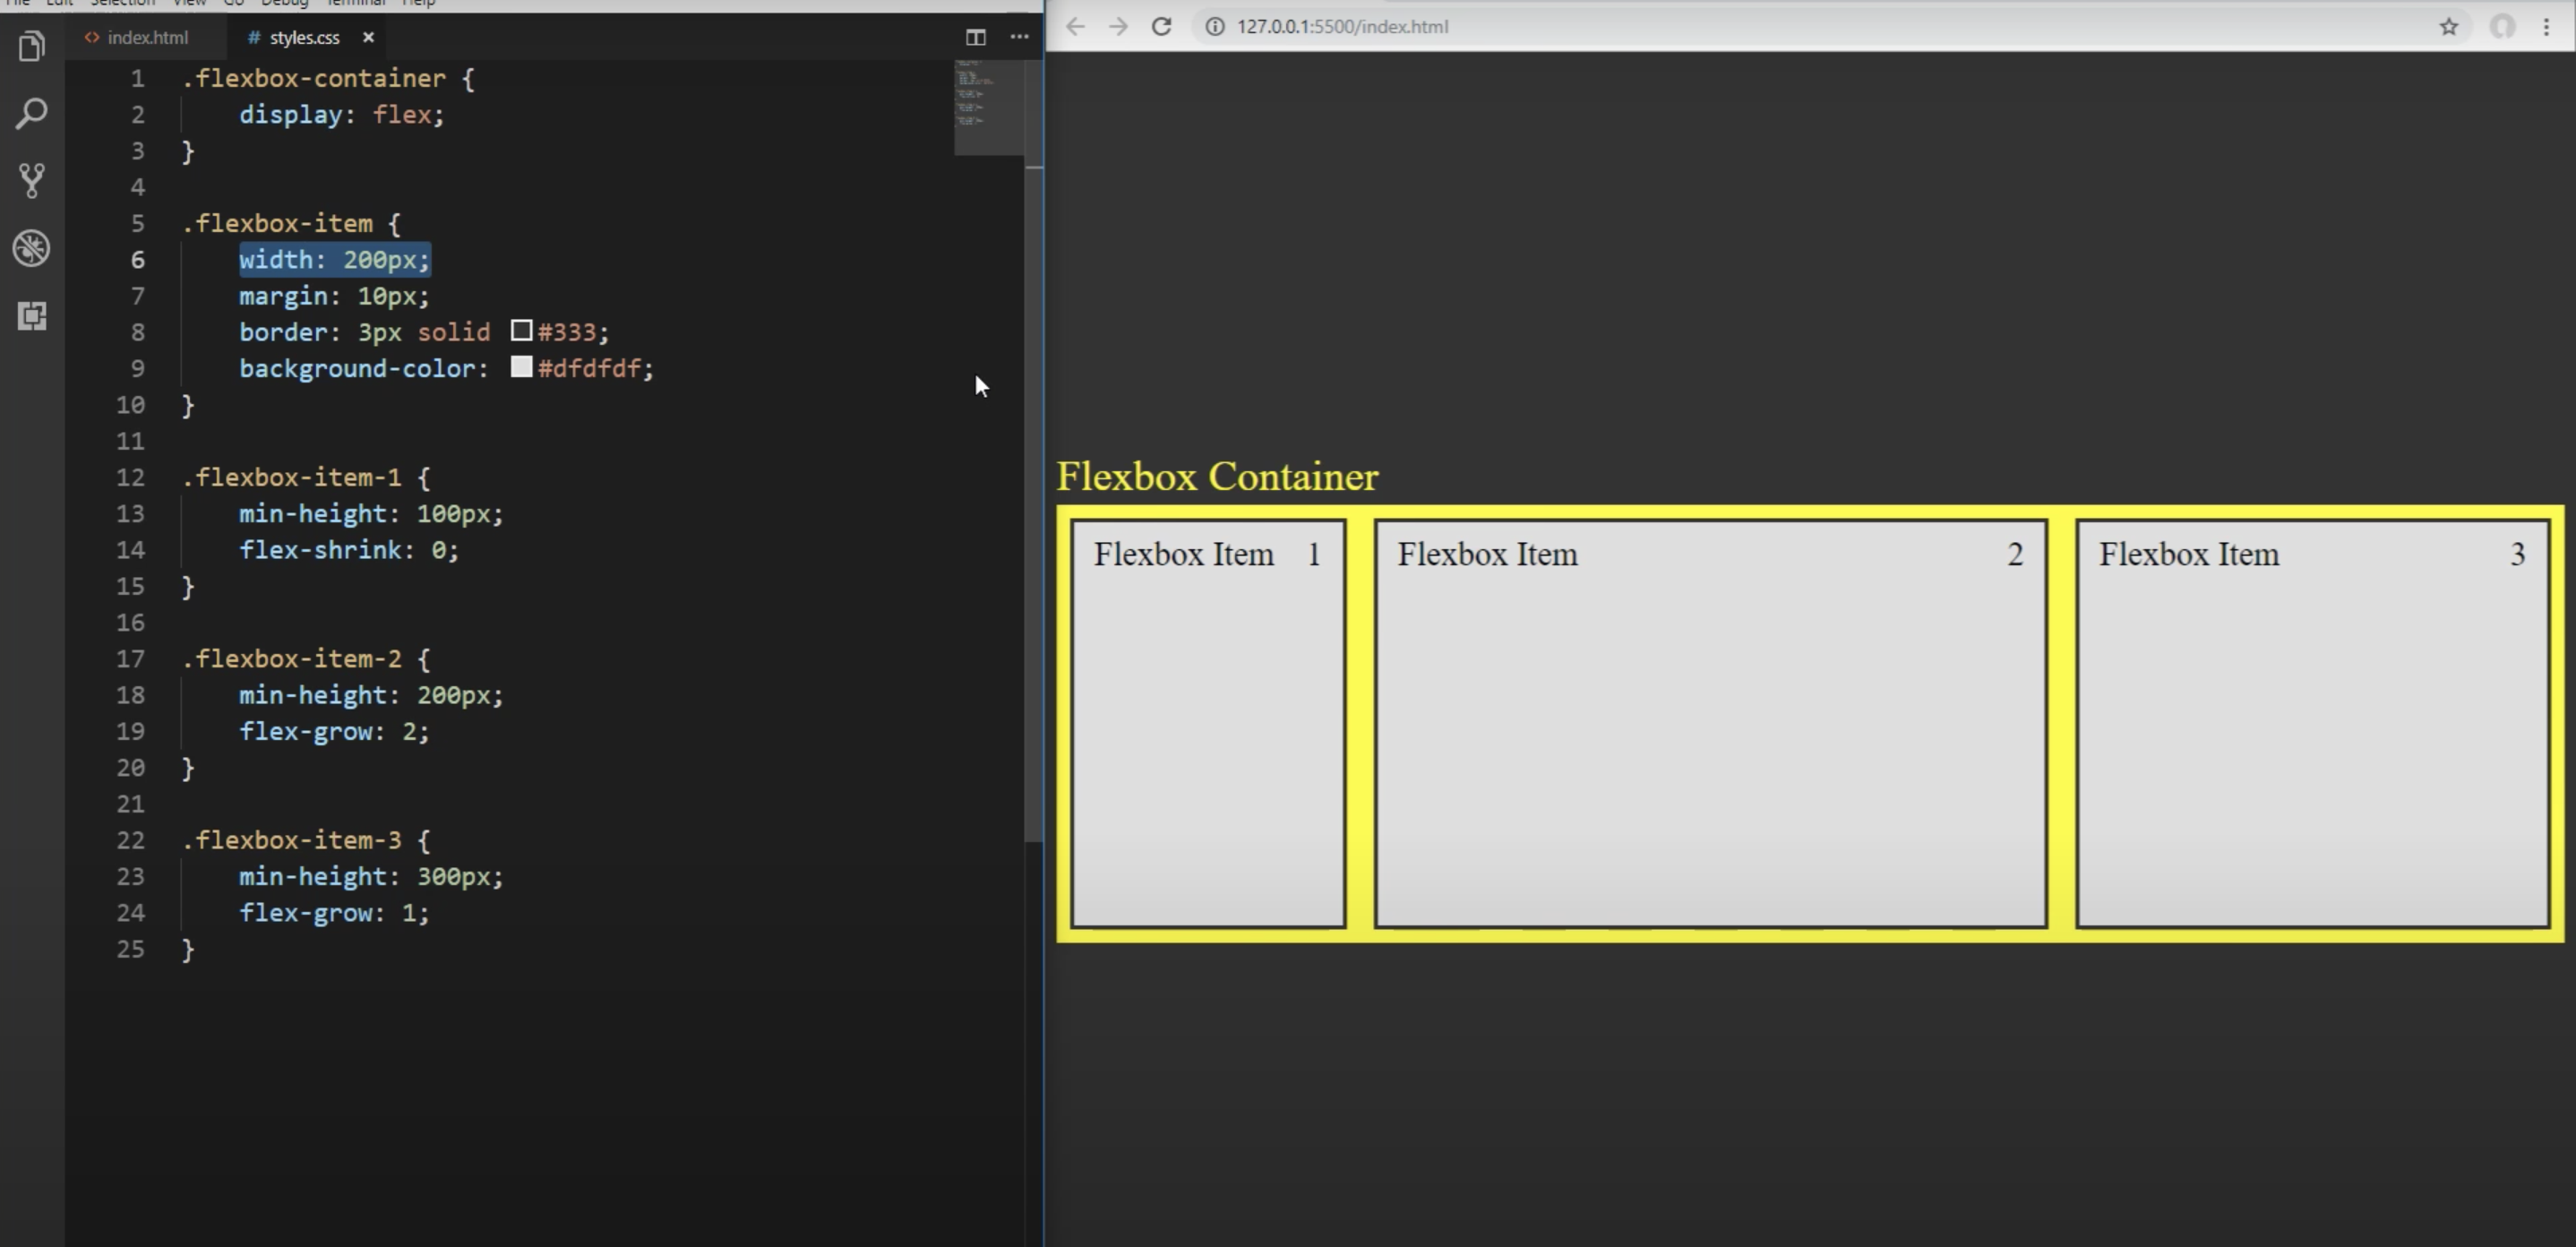 File Edit Selection View Go Debug Terminal Help
index.html
# styles.css ×
127.0.0.1:5500/index.html
1 .flexbox-container {
2 display: flex;
3 }
4
5 .flexbox-item {
6 width: 200px;
7 margin: 10px;
8 border: 3px solid #333;
9 background-color: #dfdfdf;
10 }
11
12 .flexbox-item-1 {
13 min-height: 100px;
14 flex-shrink: 0;
15 }
16
17 .flexbox-item-2 {
18 min-height: 200px;
19 flex-grow: 2;
20 }
21
22 .flexbox-item-3 {
23 min-height: 300px;
24 flex-grow: 1;
25 }
Flexbox Container
Flexbox Item 1
Flexbox Item 2
Flexbox Item 3